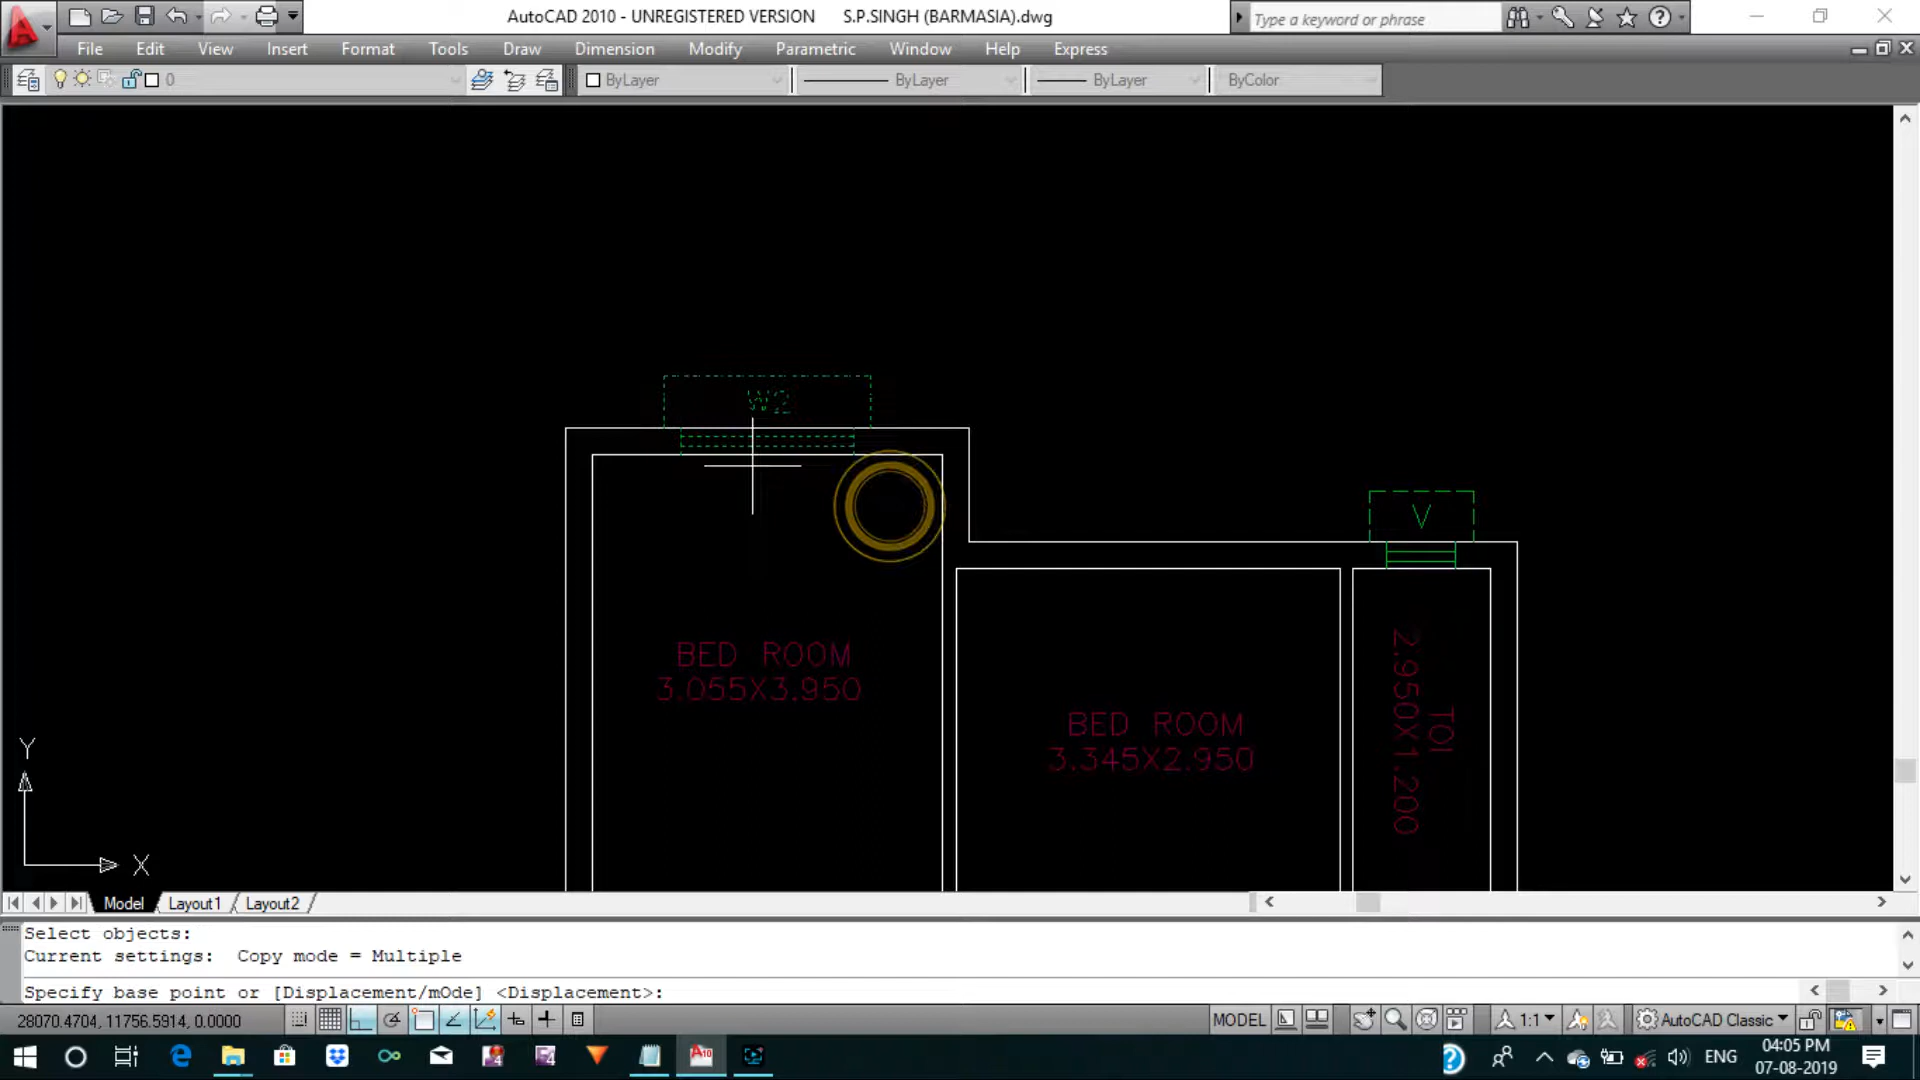 AutoCAD 2010 - UNREGISTERED VERSION S.P.SINGH (BARMASIA).dwg
Type a keyword or phrase
File Edit View Insert Format Tools Draw Dimension Modify Parametric Window Help Express
0 ByLayer ByLayer ByLayer ByColor
W2
V
BED ROOM
3.055X3.950
BED ROOM
3.345X2.950
TOI
2.950X1.200
Y
X
Model Layout1 Layout2
Select objects:
Current settings: Copy mode = Multiple
Specify base point or [Displacement/mOde] <Displacement>:
28070.4704, 11756.5914, 0.0000 MODEL 1:1 AutoCAD Classic
ENG 04:05 PM
07-08-2019